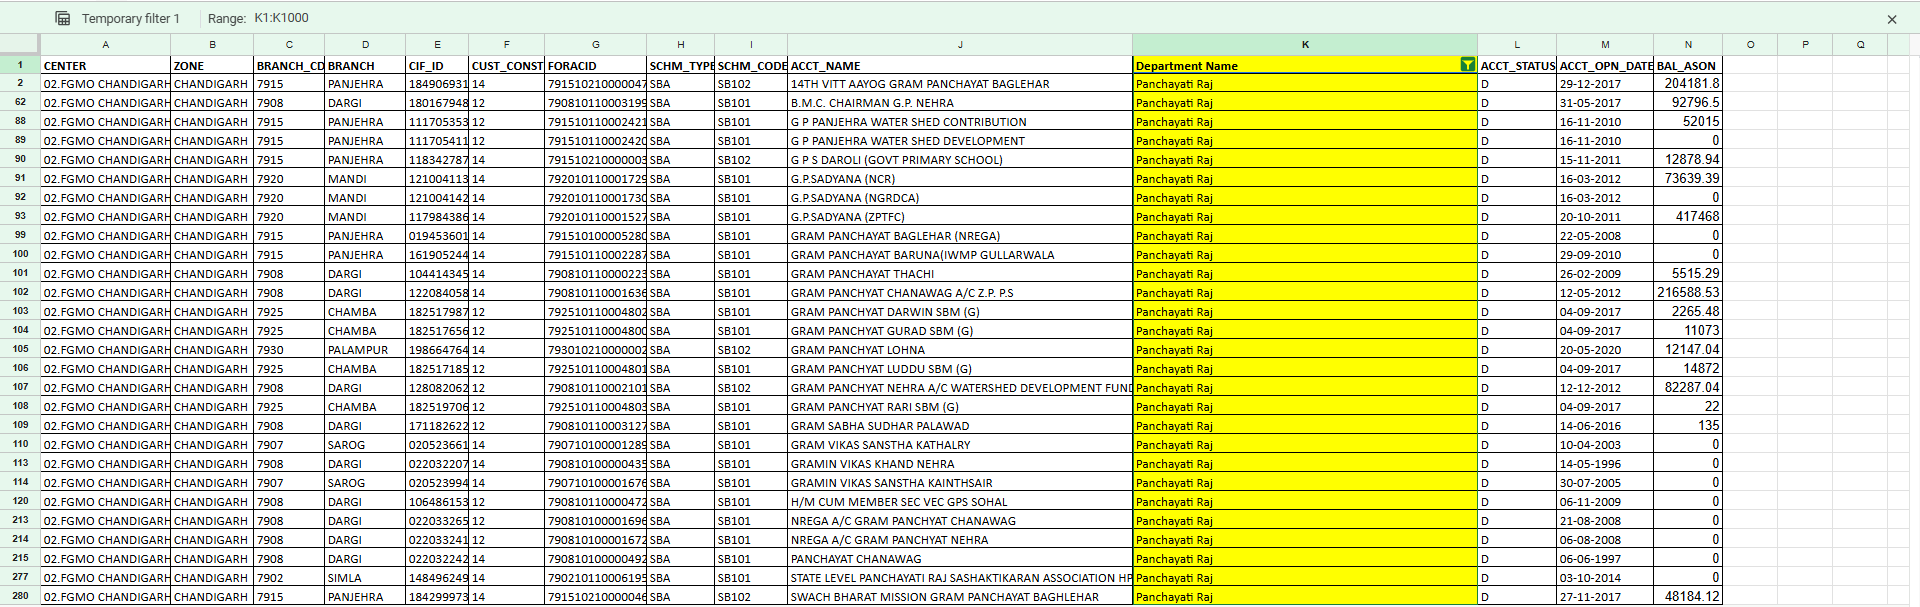 Temporary filter 1 Range: K1:K1000
A B C D E F G H I J K L M N O P Q
1 CENTER ZONE BRANCH_CD BRANCH CIF_ID CUST_CONST FORACID SCHM_TYPE SCHM_CODE ACCT_NAME Department Name ACCT_STATUS ACCT_OPN_DATE BAL_ASON
2 02.FGMO CHANDIGARH CHANDIGARH 7915 PANJEHRA 184906931 14 791510210000047 SBA SB102 14TH VITT AAYOG GRAM PANCHAYAT BAGLEHAR Panchayati Raj D 29-12-2017 204181.8
62 02.FGMO CHANDIGARH CHANDIGARH 7908 DARGI 180167948 12 790810110003199 SBA SB101 B.M.C. CHAIRMAN G.P. NEHRA Panchayati Raj D 31-05-2017 92796.5
88 02.FGMO CHANDIGARH CHANDIGARH 7915 PANJEHRA 111705353 12 791510110002421 SBA SB101 G P PANJEHRA WATER SHED CONTRIBUTION Panchayati Raj D 16-11-2010 52015
89 02.FGMO CHANDIGARH CHANDIGARH 7915 PANJEHRA 111705411 12 791510110002420 SBA SB101 G P PANJEHRA WATER SHED DEVELOPMENT Panchayati Raj D 16-11-2010 0
90 02.FGMO CHANDIGARH CHANDIGARH 7915 PANJEHRA 118342787 14 791510210000003 SBA SB102 G P S DAROLI (GOVT PRIMARY SCHOOL) Panchayati Raj D 15-11-2011 12878.94
91 02.FGMO CHANDIGARH CHANDIGARH 7920 MANDI 121004113 14 792010110001729 SBA SB101 G.P.SADYANA (NCR) Panchayati Raj D 16-03-2012 73639.39
92 02.FGMO CHANDIGARH CHANDIGARH 7920 MANDI 121004142 14 792010110001730 SBA SB101 G.P.SADYANA (NGRDCA) Panchayati Raj D 16-03-2012 0
93 02.FGMO CHANDIGARH CHANDIGARH 7920 MANDI 117984386 14 792010110001527 SBA SB101 G.P.SADYANA (ZPTFC) Panchayati Raj D 20-10-2011 417468
99 02.FGMO CHANDIGARH CHANDIGARH 7915 PANJEHRA 019453601 14 791510100005280 SBA SB101 GRAM PANCHAYAT BAGLEHAR (NREGA) Panchayati Raj D 22-05-2008 0
100 02.FGMO CHANDIGARH CHANDIGARH 7915 PANJEHRA 161905244 14 791510110002287 SBA SB101 GRAM PANCHAYAT BARUNA(IWMP GULLARWALA Panchayati Raj D 29-09-2010 0
101 02.FGMO CHANDIGARH CHANDIGARH 7908 DARGI 104414345 14 790810110000223 SBA SB101 GRAM PANCHAYAT THACHI Panchayati Raj D 26-02-2009 5515.29
102 02.FGMO CHANDIGARH CHANDIGARH 7908 DARGI 122084058 14 790810110001636 SBA SB101 GRAM PANCHYAT CHANAWAG A/C Z.P. P.S Panchayati Raj D 12-05-2012 216588.53
103 02.FGMO CHANDIGARH CHANDIGARH 7925 CHAMBA 182517987 12 792510110004802 SBA SB101 GRAM PANCHYAT DARWIN SBM (G) Panchayati Raj D 04-09-2017 2265.48
104 02.FGMO CHANDIGARH CHANDIGARH 7925 CHAMBA 182517656 12 792510110004800 SBA SB101 GRAM PANCHYAT GURAD SBM (G) Panchayati Raj D 04-09-2017 11073
105 02.FGMO CHANDIGARH CHANDIGARH 7930 PALAMPUR 198664764 14 793010210000002 SBA SB102 GRAM PANCHYAT LOHNA Panchayati Raj D 20-05-2020 12147.04
106 02.FGMO CHANDIGARH CHANDIGARH 7925 CHAMBA 182517185 12 792510110004801 SBA SB101 GRAM PANCHYAT LUDDU SBM (G) Panchayati Raj D 04-09-2017 14872
107 02.FGMO CHANDIGARH CHANDIGARH 7908 DARGI 128082062 12 790810110002101 SBA SB102 GRAM PANCHYAT NEHRA A/C WATERSHED DEVELOPMENT FUND Panchayati Raj D 12-12-2012 82287.04
108 02.FGMO CHANDIGARH CHANDIGARH 7925 CHAMBA 182519706 12 792510110004803 SBA SB101 GRAM PANCHYAT RARI SBM (G) Panchayati Raj D 04-09-2017 22
109 02.FGMO CHANDIGARH CHANDIGARH 7908 DARGI 171182622 12 790810110003127 SBA SB101 GRAM SABHA SUDHAR PALAWAD Panchayati Raj D 14-06-2016 135
110 02.FGMO CHANDIGARH CHANDIGARH 7907 SAROG 020523661 14 790710100001289 SBA SB101 GRAM VIKAS SANSTHA KATHALRY Panchayati Raj D 10-04-2003 0
113 02.FGMO CHANDIGARH CHANDIGARH 7908 DARGI 022032207 14 790810100000435 SBA SB101 GRAMIN VIKAS KHAND NEHRA Panchayati Raj D 14-05-1996 0
114 02.FGMO CHANDIGARH CHANDIGARH 7907 SAROG 020523994 14 790710100001676 SBA SB101 GRAMIN VIKAS SANSTHA KAINTHSAIR Panchayati Raj D 30-07-2005 0
120 02.FGMO CHANDIGARH CHANDIGARH 7908 DARGI 106486153 12 790810110000472 SBA SB101 H/M CUM MEMBER SEC VEC GPS SOHAL Panchayati Raj D 06-11-2009 0
213 02.FGMO CHANDIGARH CHANDIGARH 7908 DARGI 022033265 12 790810100001696 SBA SB101 NREGA A/C GRAM PANCHYAT CHANAWAG Panchayati Raj D 21-08-2008 0
214 02.FGMO CHANDIGARH CHANDIGARH 7908 DARGI 022033241 12 790810100001672 SBA SB101 NREGA A/C GRAM PANCHYAT NEHRA Panchayati Raj D 06-08-2008 0
215 02.FGMO CHANDIGARH CHANDIGARH 7908 DARGI 022032242 14 790810100000492 SBA SB101 PANCHAYAT CHANAWAG Panchayati Raj D 06-06-1997 0
277 02.FGMO CHANDIGARH CHANDIGARH 7902 SIMLA 148496249 14 790210110006195 SBA SB101 STATE LEVEL PANCHAYATI RAJ SASHAKTIKARAN ASSOCIATION HP Panchayati Raj D 03-10-2014 0
280 02.FGMO CHANDIGARH CHANDIGARH 7915 PANJEHRA 184299973 14 791510210000046 SBA SB102 SWACH BHARAT MISSION GRAM PANCHAYAT BAGHLEHAR Panchayati Raj D 27-11-2017 48184.12